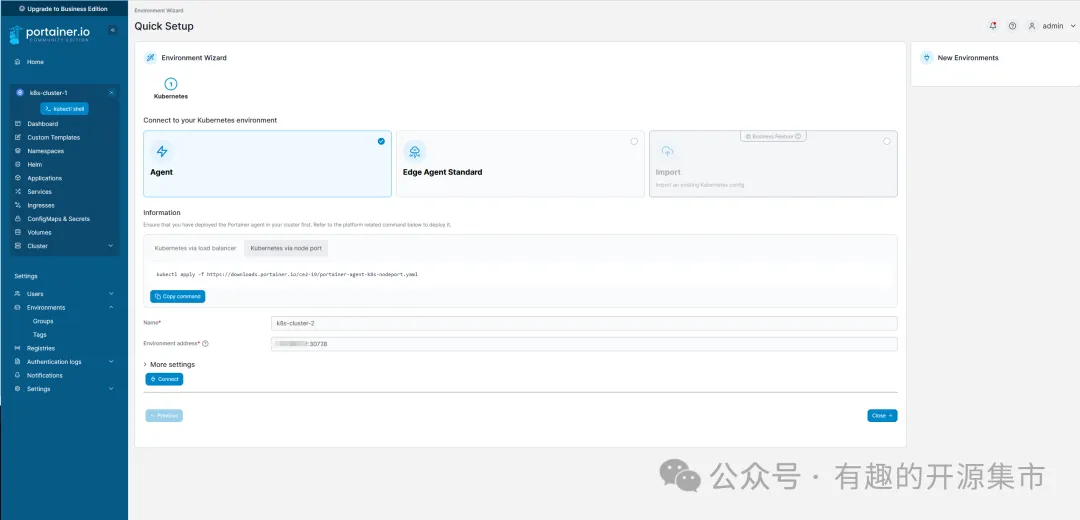 Upgrade to Business Edition
portainer.io
COMMUNITY EDITION
Home
k8s-cluster-1
kubectl shell
Dashboard
Custom Templates
Namespaces
Helm
Applications
Services
Ingresses
ConfigMaps & Secrets
Volumes
Cluster
Settings
Users
Environments
Groups
Tags
Registries
Authentication logs
Notifications
Settings
Environment Wizard
Quick Setup
admin
Environment Wizard
1
Kubernetes
Connect to your Kubernetes environment
Agent
Edge Agent Standard
Business Feature
Import
Import an existing Kubernetes config
Information
Ensure that you have deployed the Portainer agent in your cluster first. Refer to the platform related command below to deploy it.
Kubernetes via load balancer Kubernetes via node port
kubectl apply -f https://downloads.portainer.io/ce2-19/portainer-agent-k8s-nodeport.yaml
Copy command
Name* k8s-cluster-2
Environment address* :30778
More settings
Connect
Previous
Close
New Environments
公众号 · 有趣的开源集市